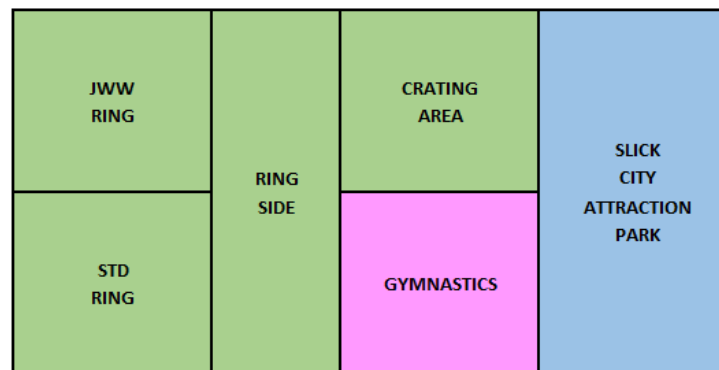 JWW
RING
STD
RING
RING
SIDE
CRATING
AREA
GYMNASTICS
SLICK
CITY
ATTRACTION
PARK